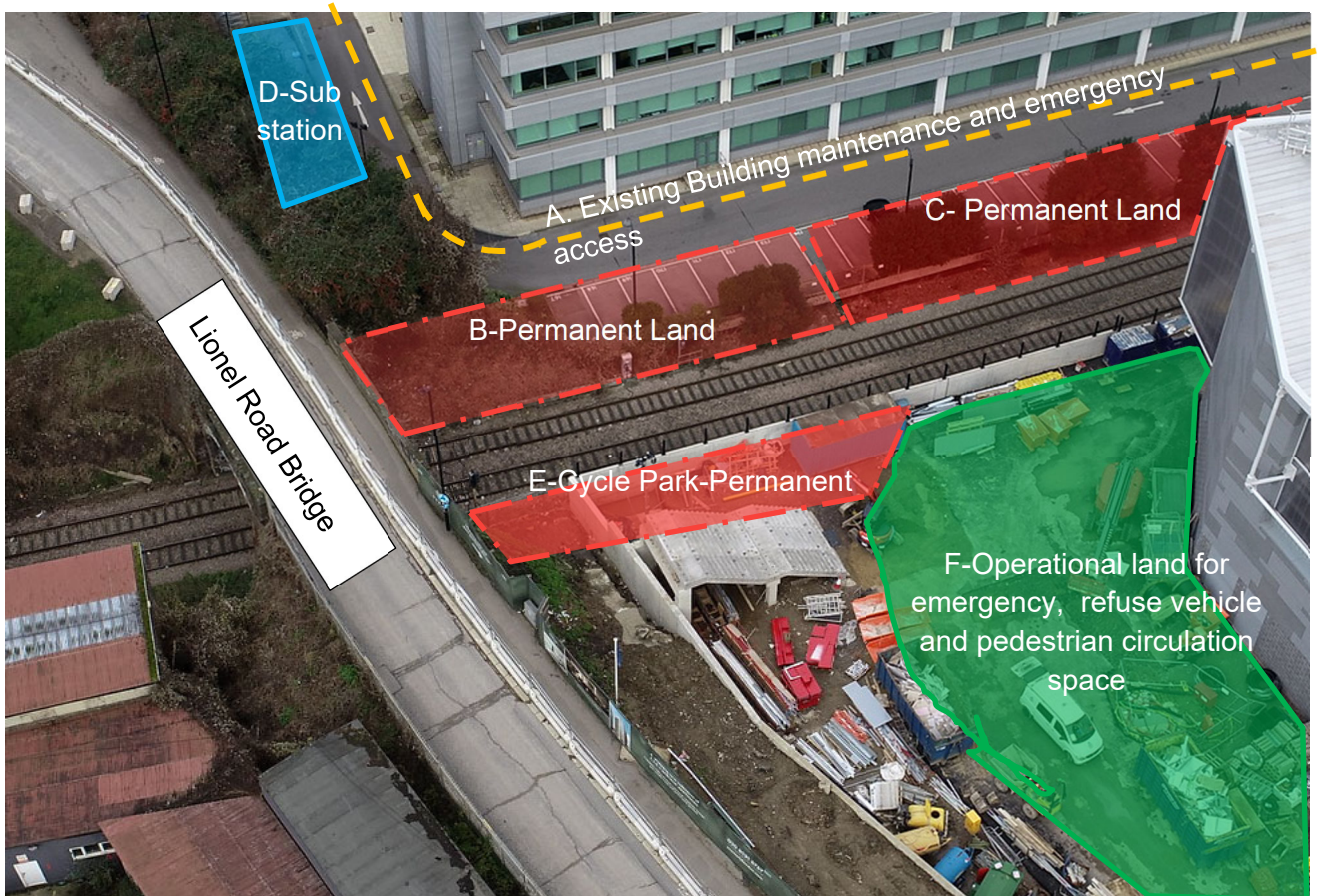 D-Sub
station
A. Existing Building maintenance and emergency
access
C- Permanent Land
B-Permanent Land
Lionel Road Bridge
E-Cycle Park-Permanent
F-Operational land for
emergency, refuse vehicle
and pedestrian circulation
space